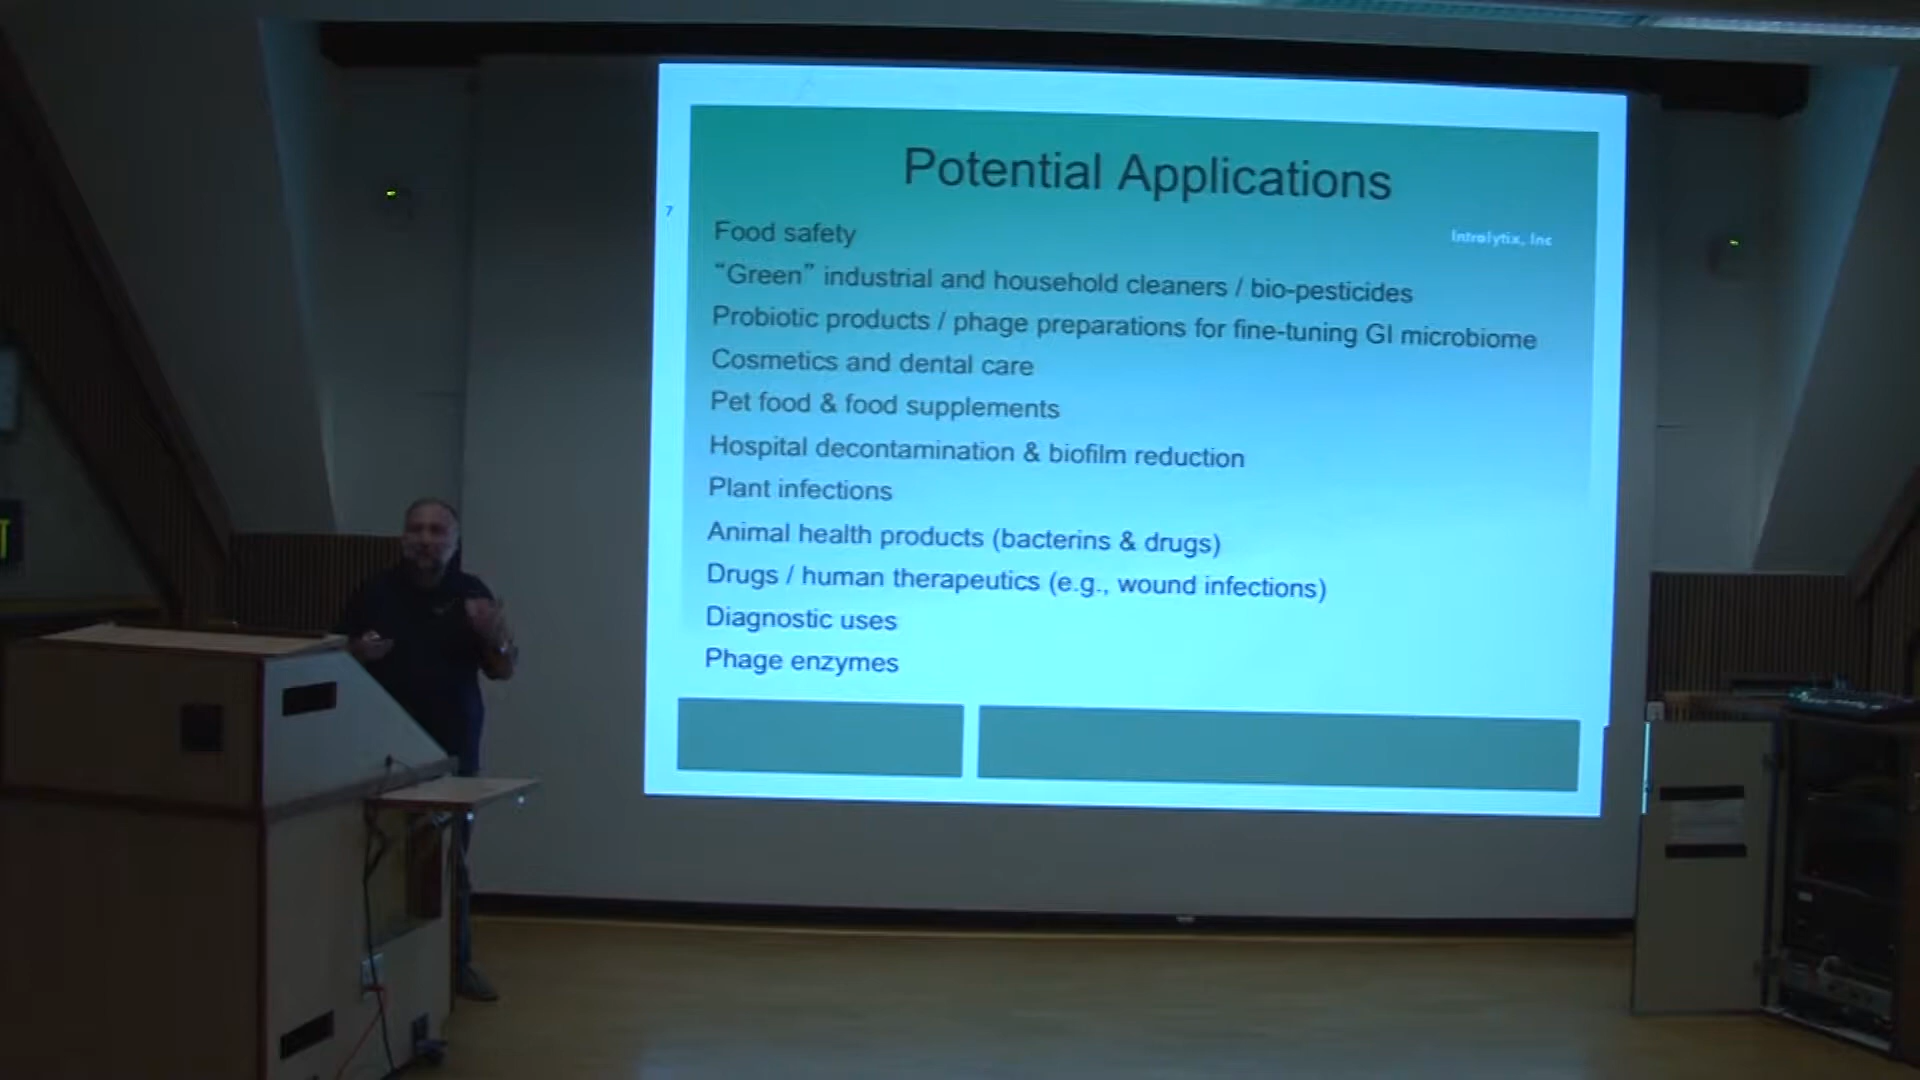 Potential Applications
7
Food safety
Intralytix, Inc
“Green” industrial and household cleaners / bio-pesticides
Probiotic products / phage preparations for fine-tuning GI microbiome
Cosmetics and dental care
Pet food & food supplements
Hospital decontamination & biofilm reduction
Plant infections
Animal health products (bacterins & drugs)
Drugs / human therapeutics (e.g., wound infections)
Diagnostic uses
Phage enzymes
T